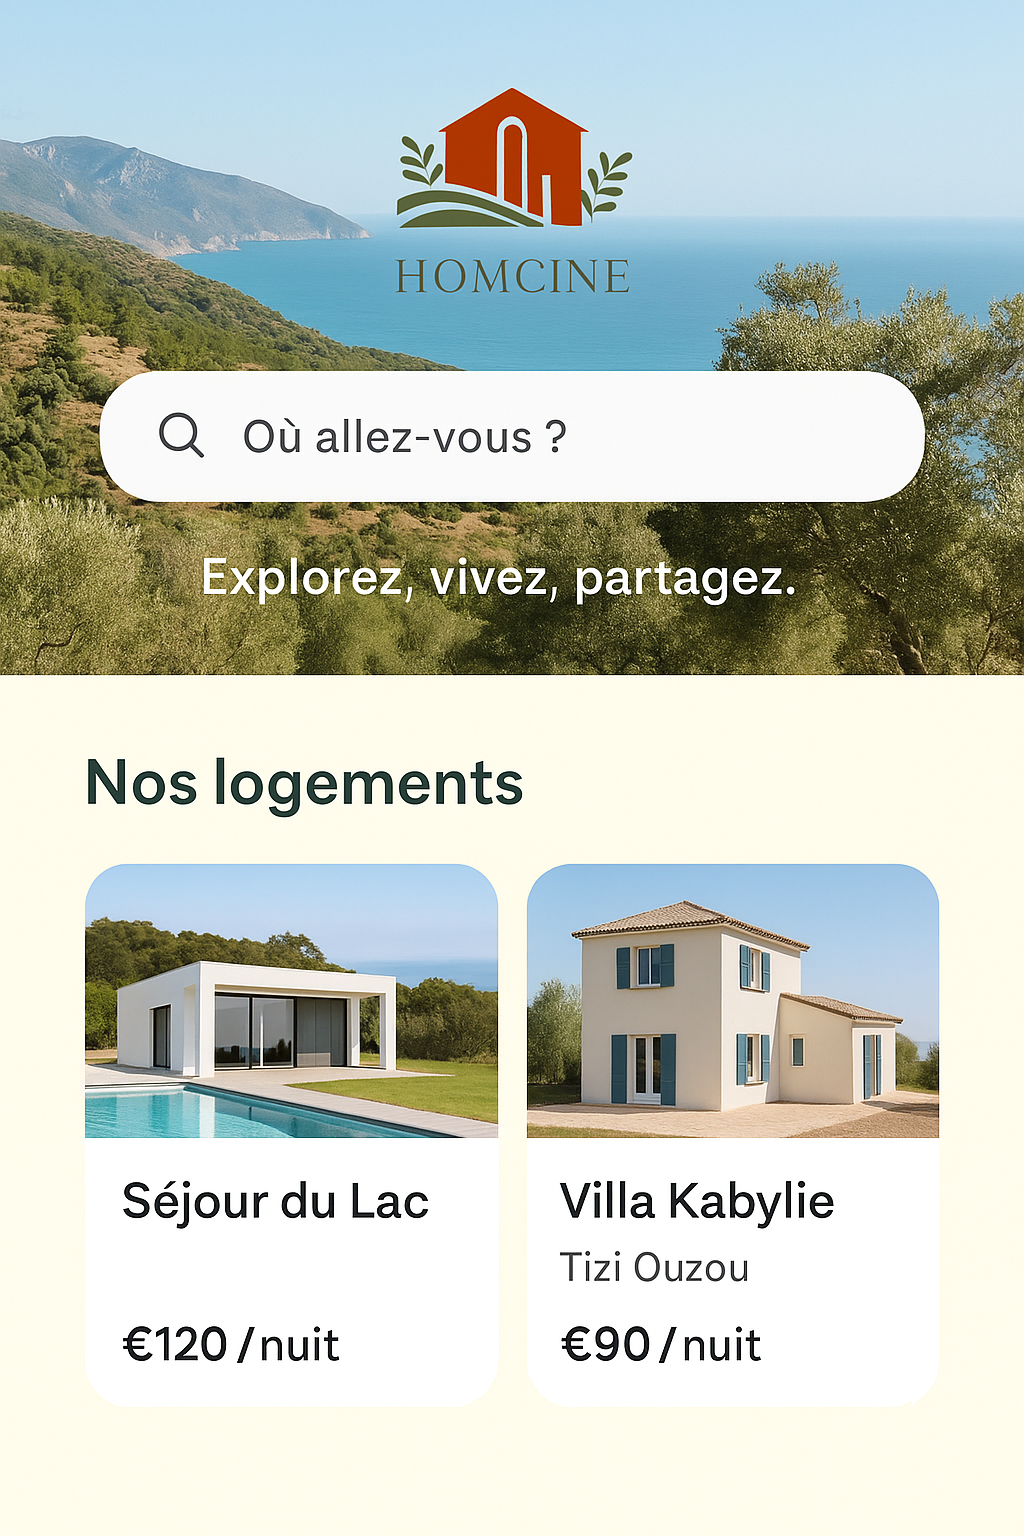 HOMCINE
Où allez-vous ?
Explorez, vivez, partagez.
Nos logements
Séjour du Lac
€120 / nuit
Villa Kabylie
Tizi Ouzou
€90 / nuit